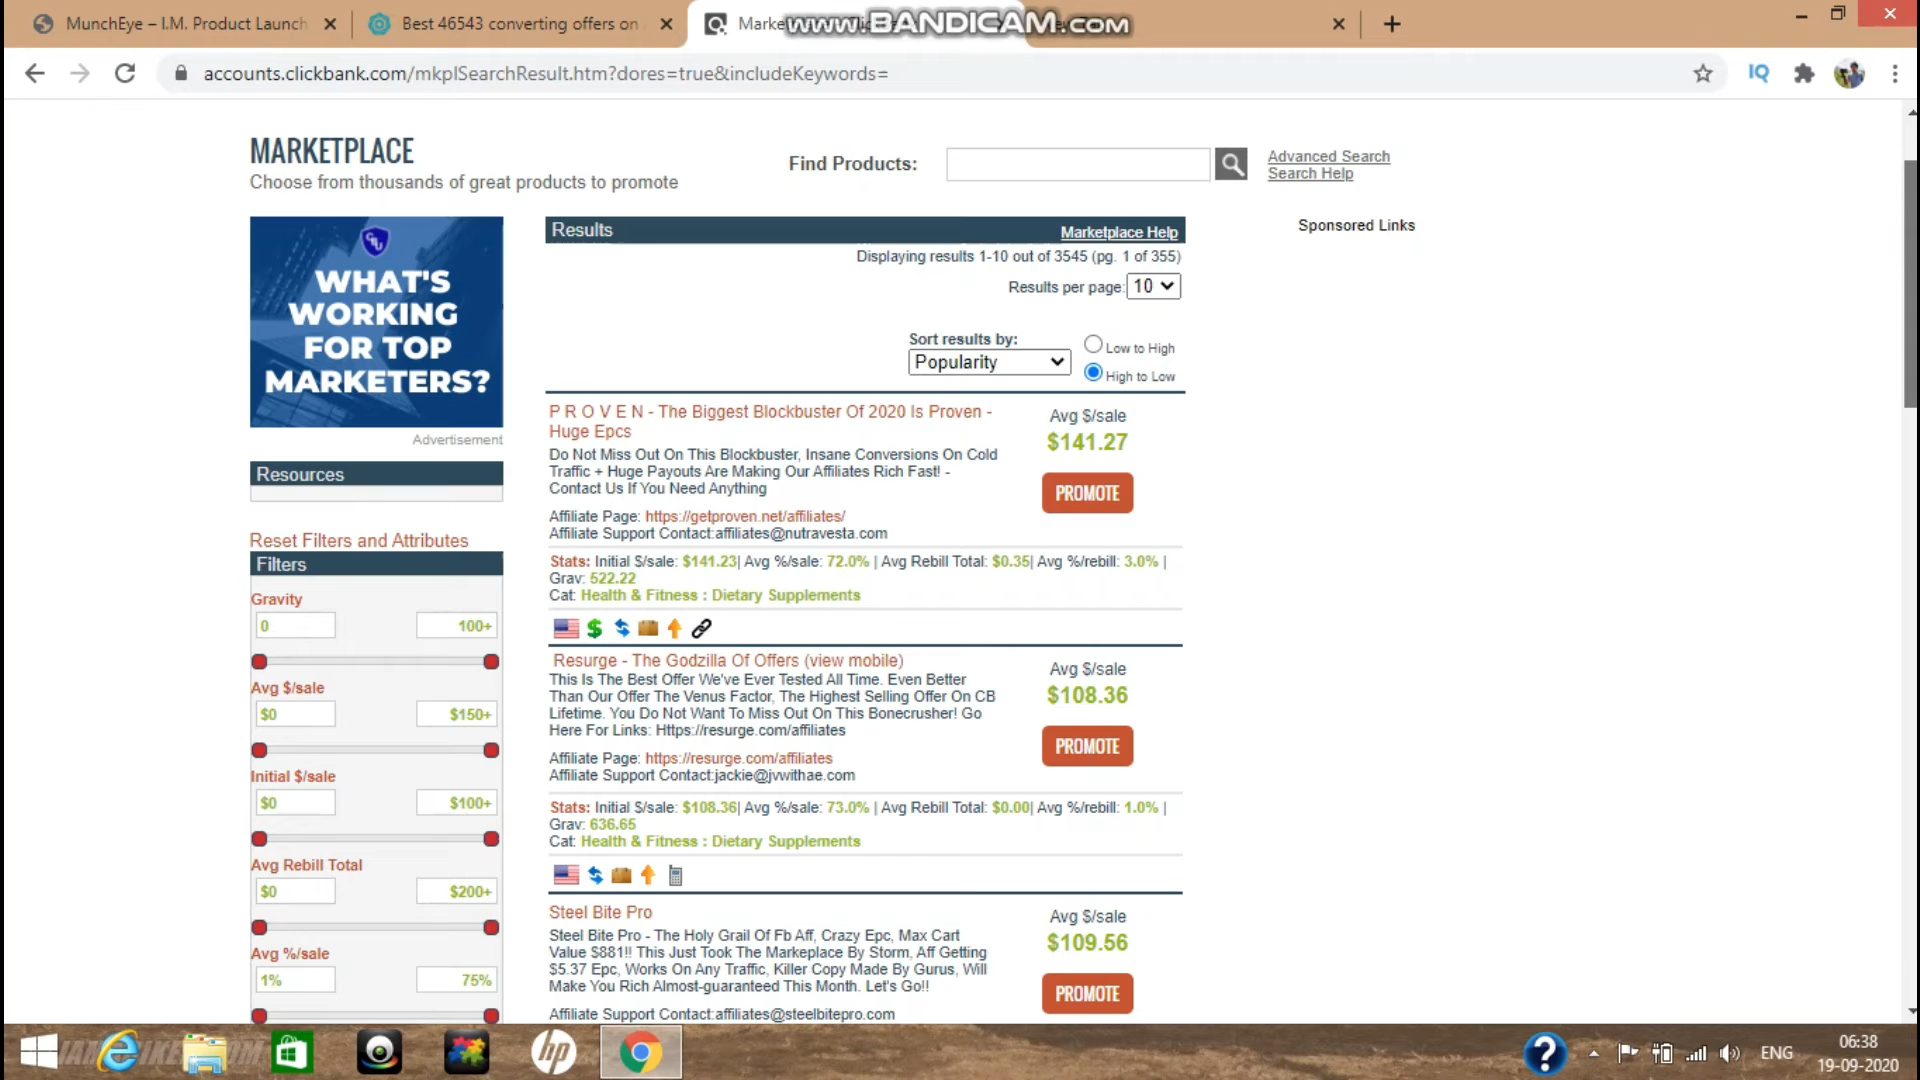 MunchEye – I.M. Product Launch
Best 46543 converting offers on
www.BANDICAM.com
accounts.clickbank.com/mkplSearchResult.htm?dores=true&includeKeywords=
IQ
MARKETPLACE
Choose from thousands of great products to promote
Find Products:
Advanced Search
Search Help
WHAT'S
WORKING
FOR TOP
MARKETERS?
Advertisement
Resources
Reset Filters and Attributes
Filters
Gravity
0 100+
Avg $/sale
$0 $150+
Initial $/sale
$0 $100+
Avg Rebill Total
$0 $200+
Avg %/sale
1% 75%
Results Marketplace Help
Displaying results 1-10 out of 3545 (pg. 1 of 355)
Results per page: 10
Sort results by:
Popularity
Low to High
High to Low
P R O V E N - The Biggest Blockbuster Of 2020 Is Proven -
Huge Epcs
Do Not Miss Out On This Blockbuster, Insane Conversions On Cold
Traffic + Huge Payouts Are Making Our Affiliates Rich Fast! -
Contact Us If You Need Anything
Affiliate Page: https://getproven.net/affiliates/
Affiliate Support Contact:affiliates@nutravesta.com
Avg $/sale
$141.27
PROMOTE
Stats: Initial $/sale: $141.23| Avg %/sale: 72.0% | Avg Rebill Total: $0.35| Avg %/rebill: 3.0% |
Grav: 522.22
Cat: Health & Fitness : Dietary Supplements
Resurge - The Godzilla Of Offers (view mobile)
This Is The Best Offer We've Ever Tested All Time. Even Better
Than Our Offer The Venus Factor, The Highest Selling Offer On CB
Lifetime. You Do Not Want To Miss Out On This Bonecrusher! Go
Here For Links: Https://resurge.com/affiliates
Affiliate Page: https://resurge.com/affiliates
Affiliate Support Contact:jackie@jvwithae.com
Avg $/sale
$108.36
PROMOTE
Stats: Initial $/sale: $108.36| Avg %/sale: 73.0% | Avg Rebill Total: $0.00| Avg %/rebill: 1.0% |
Grav: 636.65
Cat: Health & Fitness : Dietary Supplements
Steel Bite Pro
Steel Bite Pro - The Holy Grail Of Fb Aff, Crazy Epc, Max Cart
Value $881!! This Just Took The Markeplace By Storm, Aff Getting
$5.37 Epc, Works On Any Traffic, Killer Copy Made By Gurus, Will
Make You Rich Almost-guaranteed This Month. Let's Go!!
Affiliate Support Contact:affiliates@steelbitepro.com
Avg $/sale
$109.56
PROMOTE
Sponsored Links
hp
ENG
06:38
19-09-2020